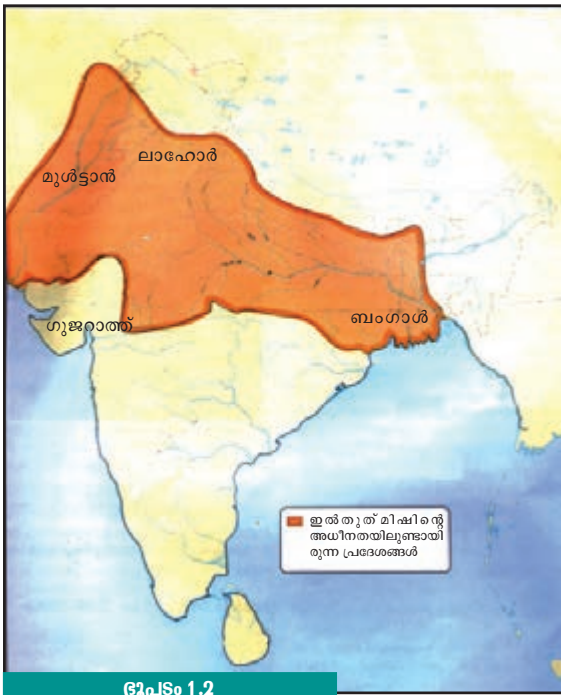 ലാഹോർ
മുൾട്ടാൻ
ഗുജറാത്ത്
ബംഗാൾ
ഇൽതുത് മിഷിന്റെ
അധീനതയിലുണ്ടായി
രുന്ന പ്രദേശങ്ങൾ
ഭൂപടം 1.2